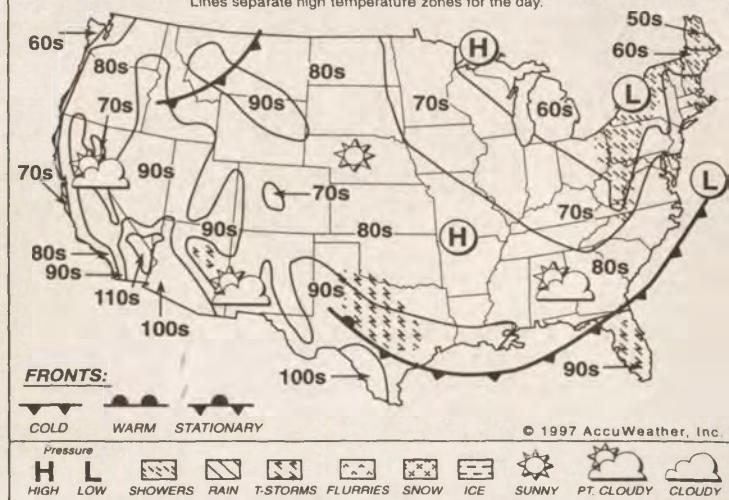 Lines separate high temperature zones for the day.
50s
60s
60s
H
80s
80s
L
70s
90s
70s
60s
70s
90s
70s
L
90s
80s
H
70s
80s
90s
80s
90s
110s
100s
100s
90s
FRONTS:
COLD WARM STATIONARY
© 1997 AccuWeather, Inc.
Pressure
H L
HIGH LOW SHOWERS RAIN T-STORMS FLURRIES SNOW ICE SUNNY PT. CLOUDY CLOUDY